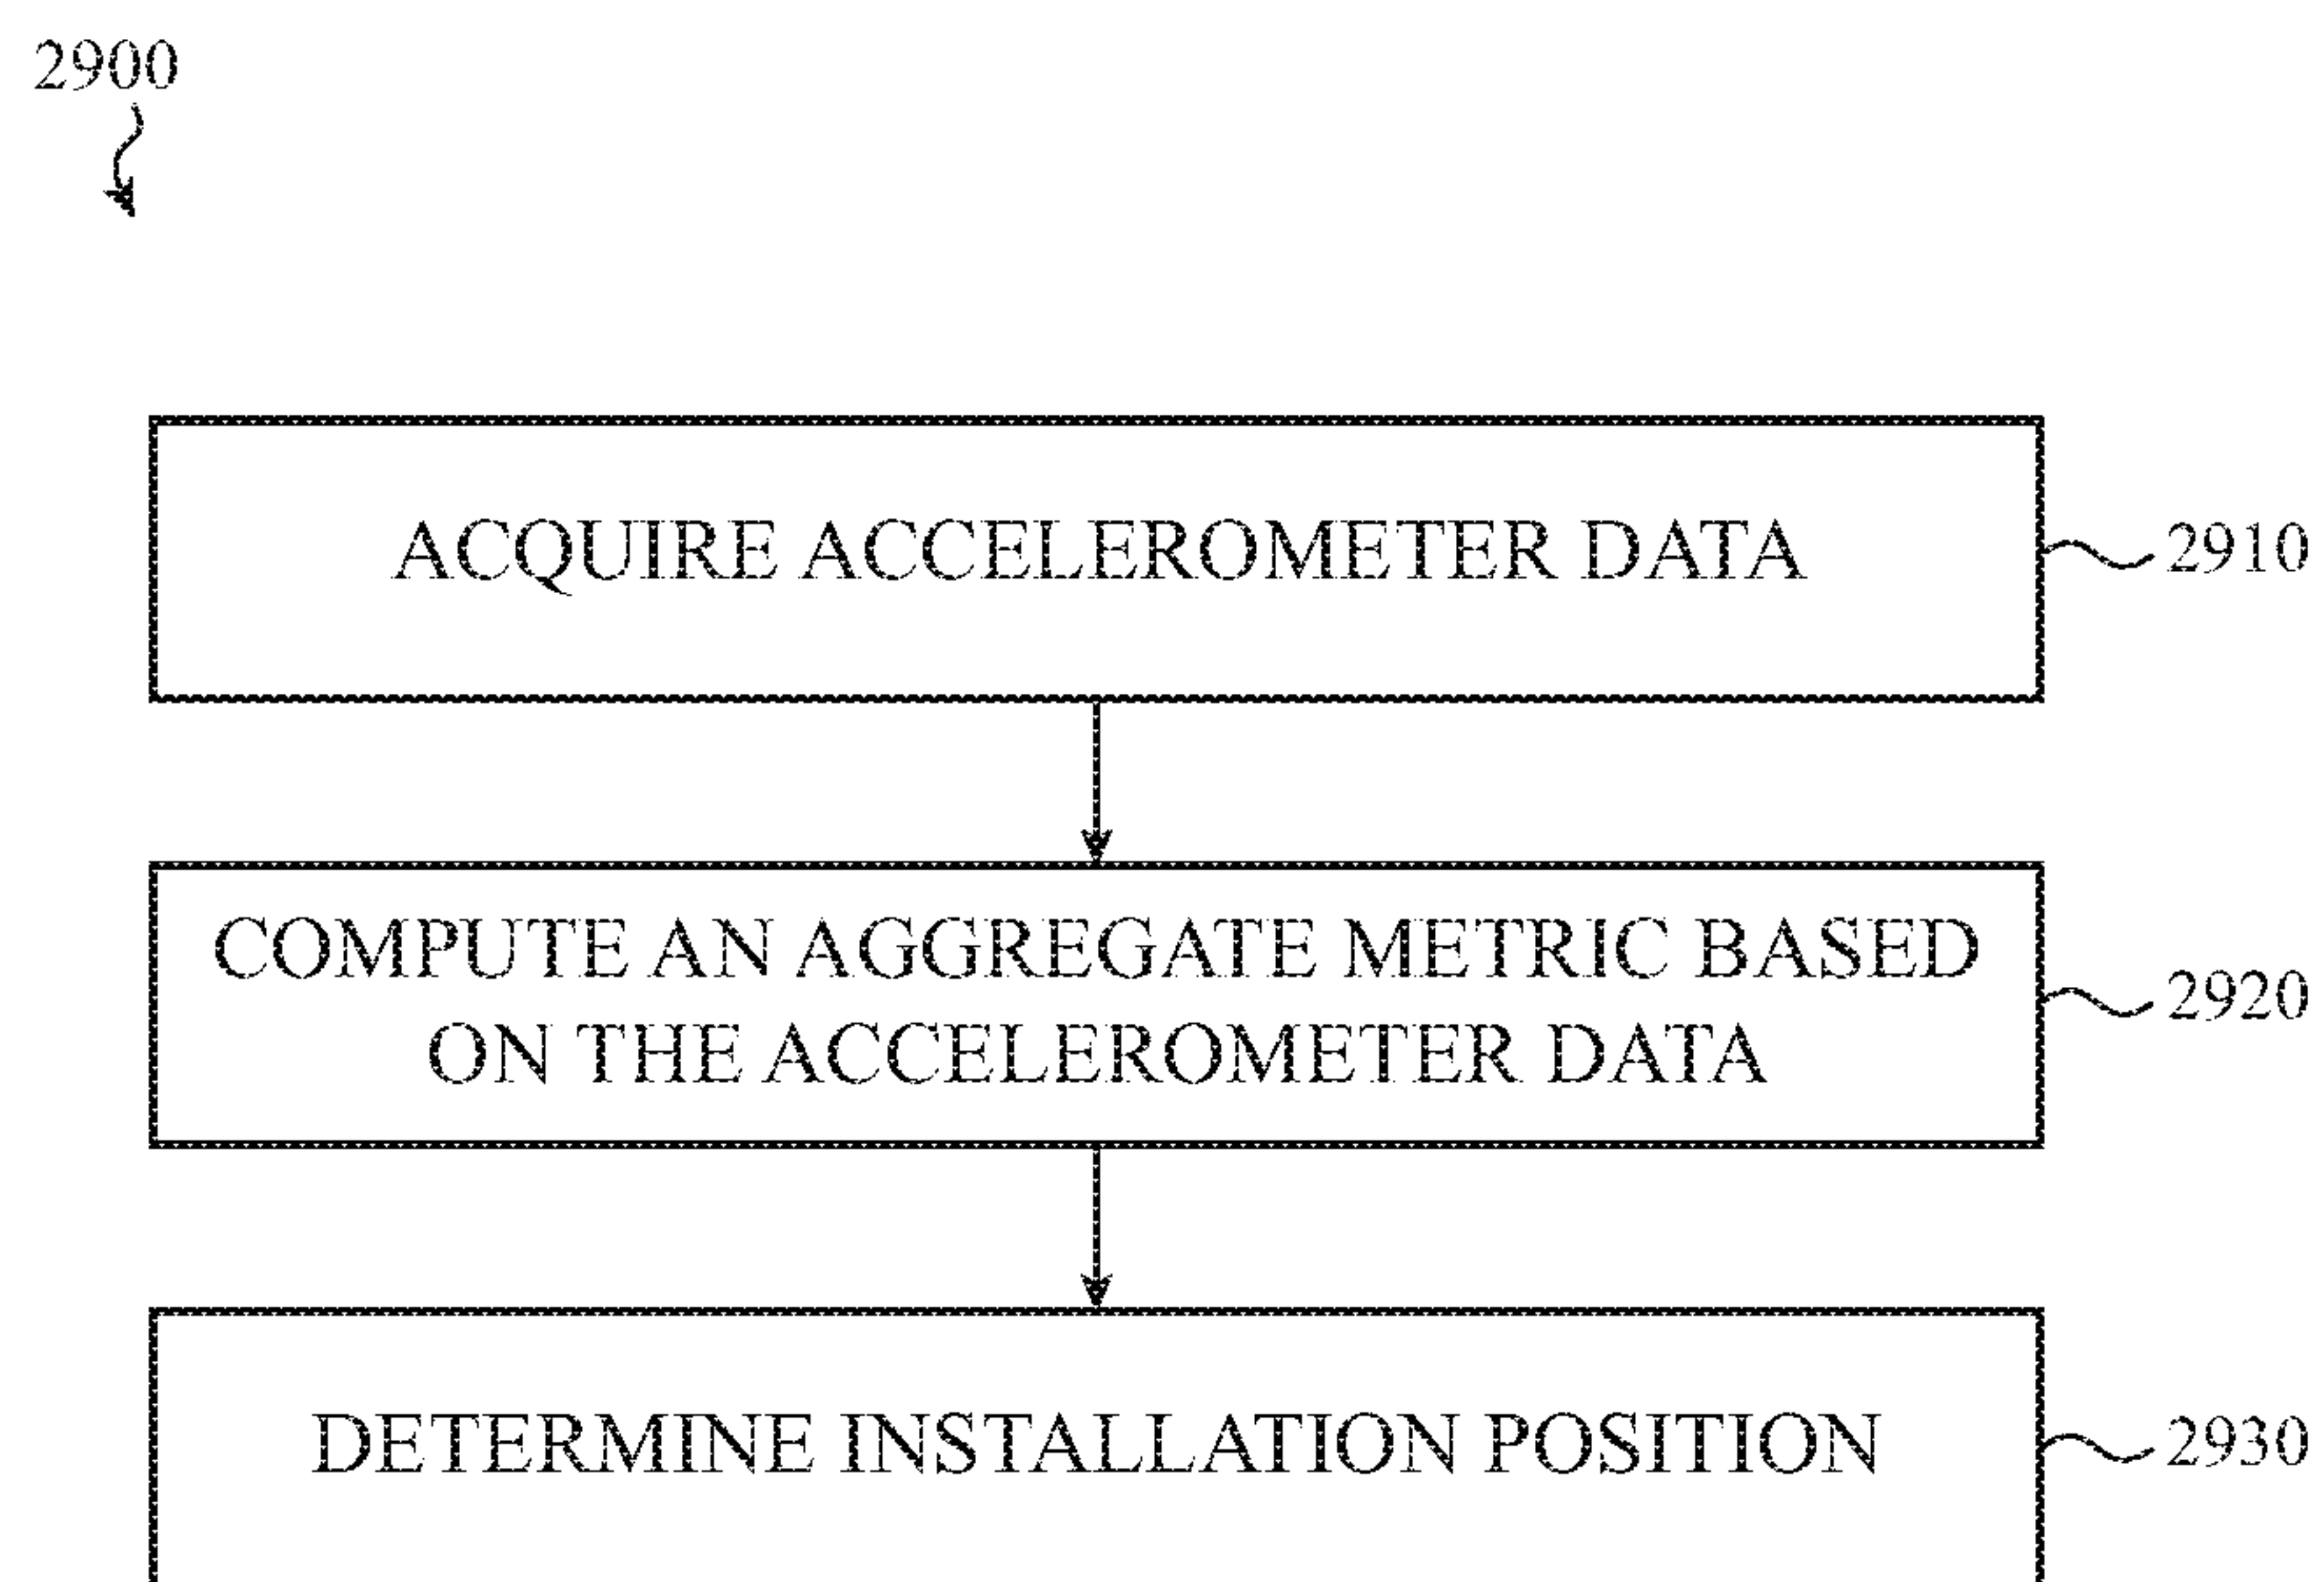 2900
ACQUIRE ACCELEROMETER DATA
2910
COMPUTE AN AGGREGATE METRIC BASED
ON THE ACCELEROMETER DATA
2920
DETERMINE INSTALLATION POSITION
2930